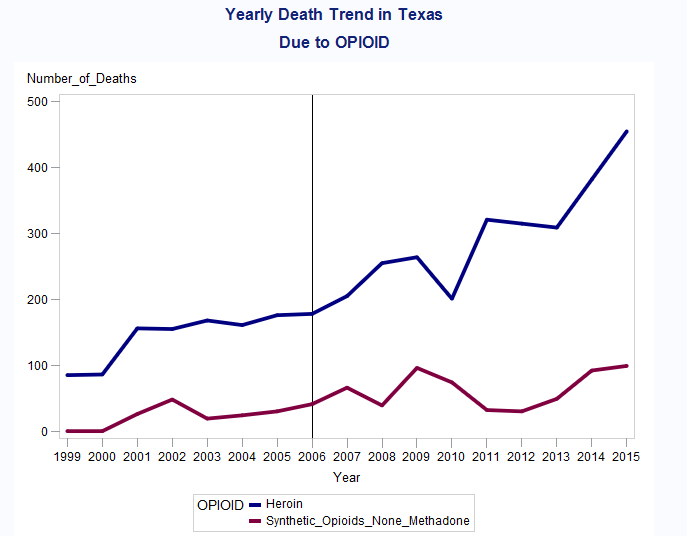 Yearly Death Trend in Texas
Due to OPIOID
Number_of_Deaths
500
400
300
200
100
0
1999 2000 2001 2002 2003 2004 2005 2006 2007 2008 2009 2010 2011 2012 2013 2014 2015
Year
OPIOID Heroin
Synthetic_Opioids_None_Methadone